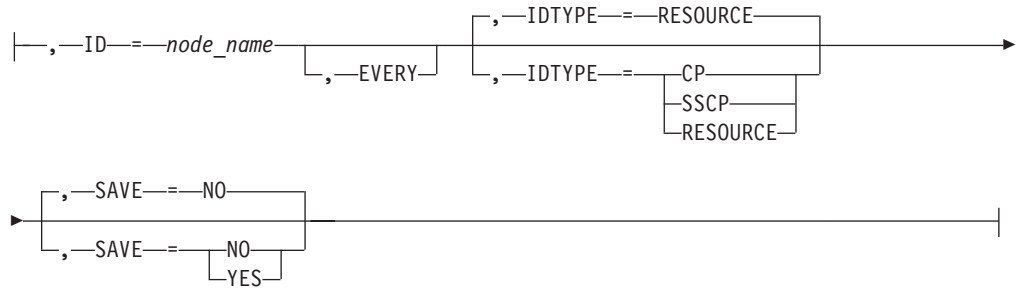 , IDTYPE = RESOURCE
, ID = node_name
, EVERY
, IDTYPE = CP
SSCP
RESOURCE
, SAVE = NO
, SAVE = NO
YES